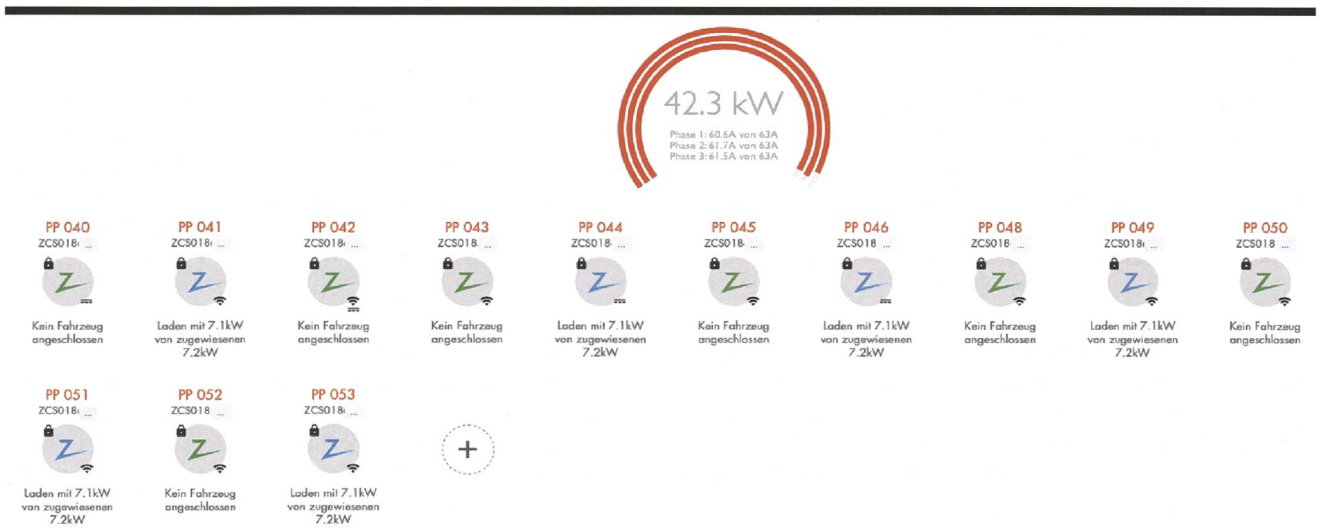 42.3 kW
Phase 1: 60.6A von 63A
Phase 2: 61.7A von 63A
Phase 3: 61.5A von 63A
PP 040 PP 041 PP 042 PP 043 PP 044 PP 045 PP 046 PP 048 PP 049 PP 050
ZCS018 ... ZCS018 ... ZCS018 ... ZCS018 ... ZCS018 ... ZCS018 ... ZCS018 ... ZCS018 ... ZCS018 ... ZCS018 ...
Kein Fahrzeug Laden mit 7.1kW Kein Fahrzeug Kein Fahrzeug Laden mit 7.1kW Kein Fahrzeug Laden mit 7.1kW Kein Fahrzeug Laden mit 7.1kW Kein Fahrzeug
angeschlossen von zugewiesenen angeschlossen angeschlossen von zugewiesenen angeschlossen von zugewiesenen angeschlossen von zugewiesenen angeschlossen
7.2kW 7.2kW 7.2kW 7.2kW
PP 051 PP 052 PP 053
ZCS018 ... ZCS018 ... ZCS018 ...
Laden mit 7.1kW Kein Fahrzeug Laden mit 7.1kW
von zugewiesenen angeschlossen von zugewiesenen
7.2kW 7.2kW